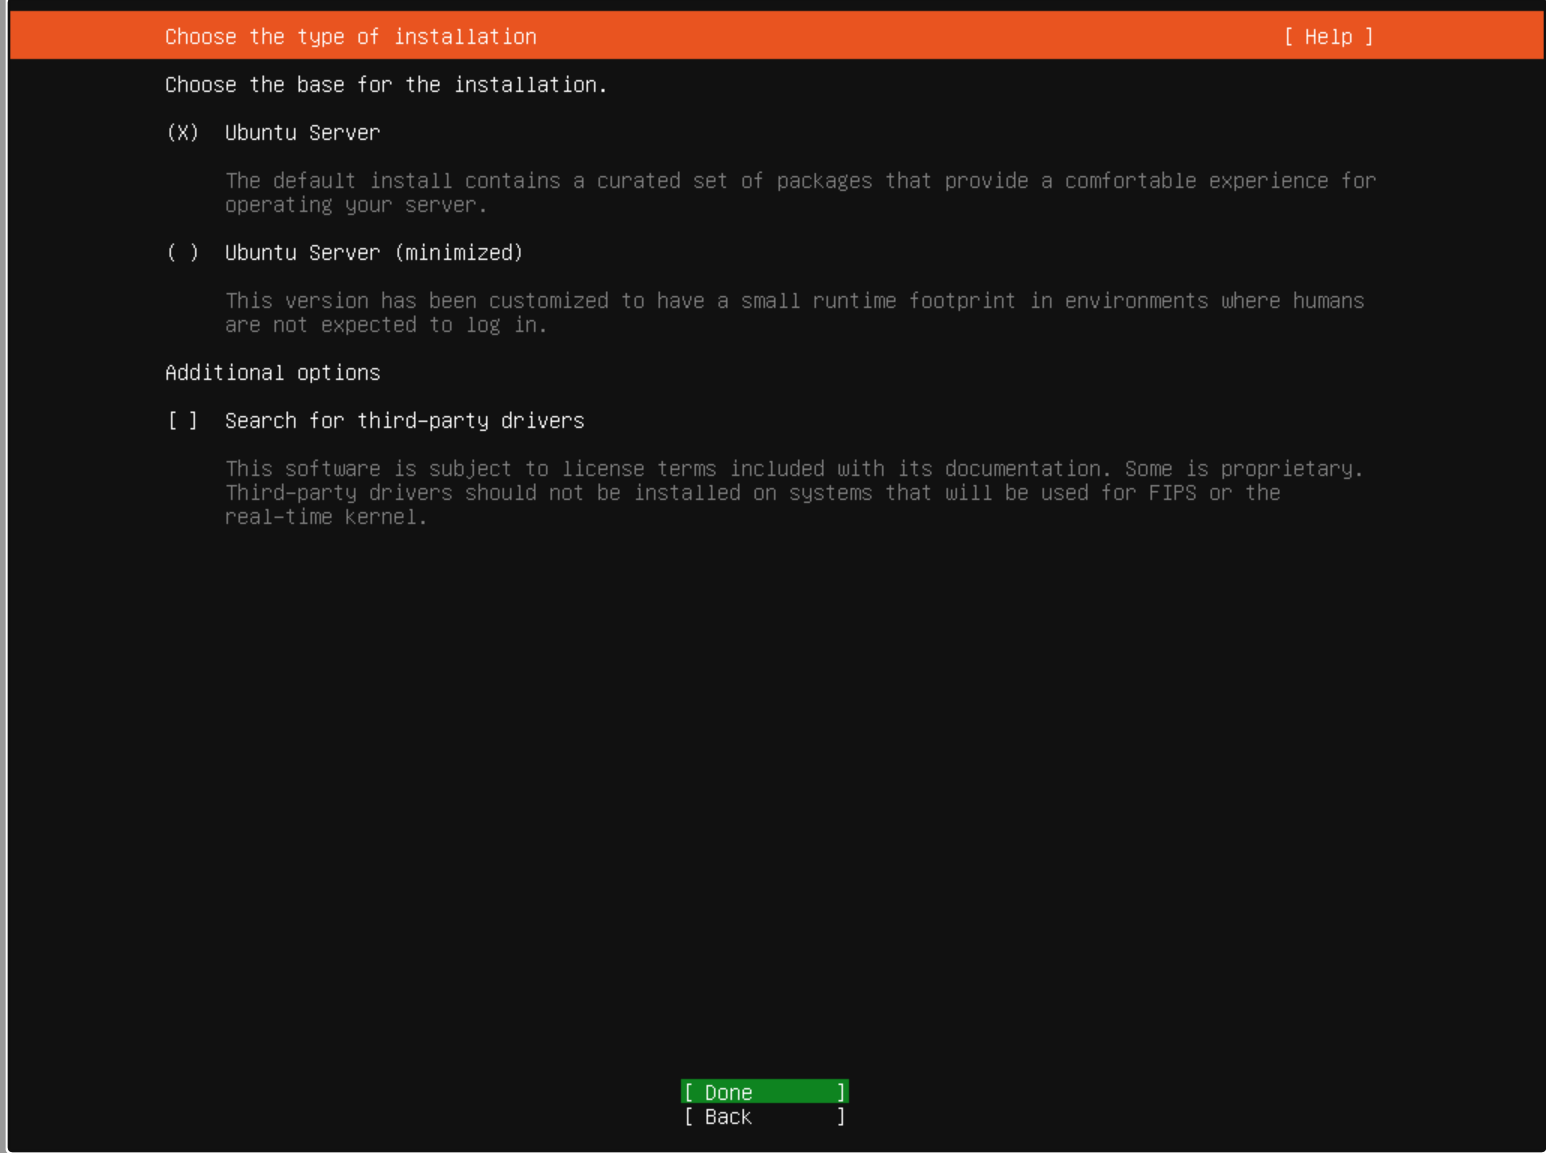 Choose the type of installation [ Help ]
Choose the base for the installation.
(X) Ubuntu Server
The default install contains a curated set of packages that provide a comfortable experience for
operating your server.
( ) Ubuntu Server (minimized)
This version has been customized to have a small runtime footprint in environments where humans
are not expected to log in.
Additional options
[ ] Search for third-party drivers
This software is subject to license terms included with its documentation. Some is proprietary.
Third-party drivers should not be installed on systems that will be used for FIPS or the
real-time kernel.
[ Done ]
[ Back ]